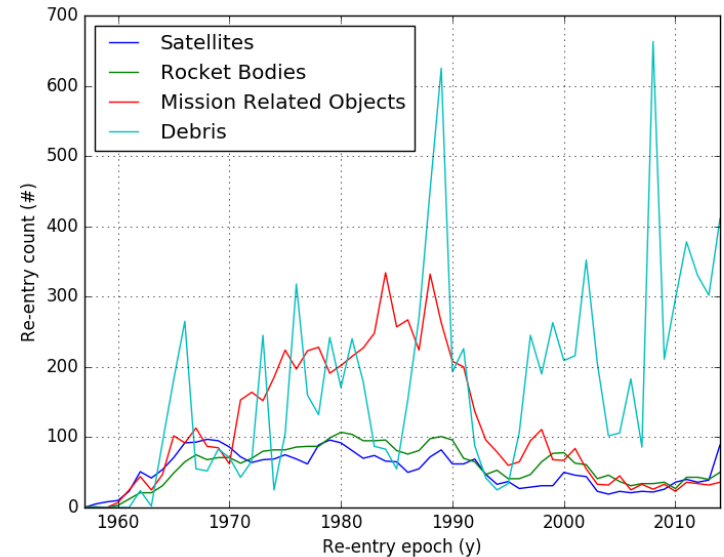 700
600
500
400
300
200
100
0
Re-entry count (#)
Satellites
Rocket Bodies
Mission Related Objects
Debris
1960 1970 1980 1990 2000 2010
Re-entry epoch (y)